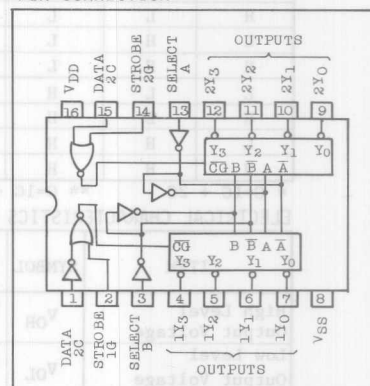 OUTPUTS
VDD
DATA 2C
STROBE 2G
SELECT A
2Y3
2Y2
2Y1
2Y0
16 15 14 13 12 11 10 9
Y3 Y2 Y1 Y0
C̅G̅ B B̅ A A̅
C̅G̅ B B̅ A A̅
Y3 Y2 Y1 Y0
1 2 3 4 5 6 7 8
DATA 2C
STROBE 1G
SELECT B
1Y3
1Y2
1Y1
1Y0
VSS
OUTPUTS